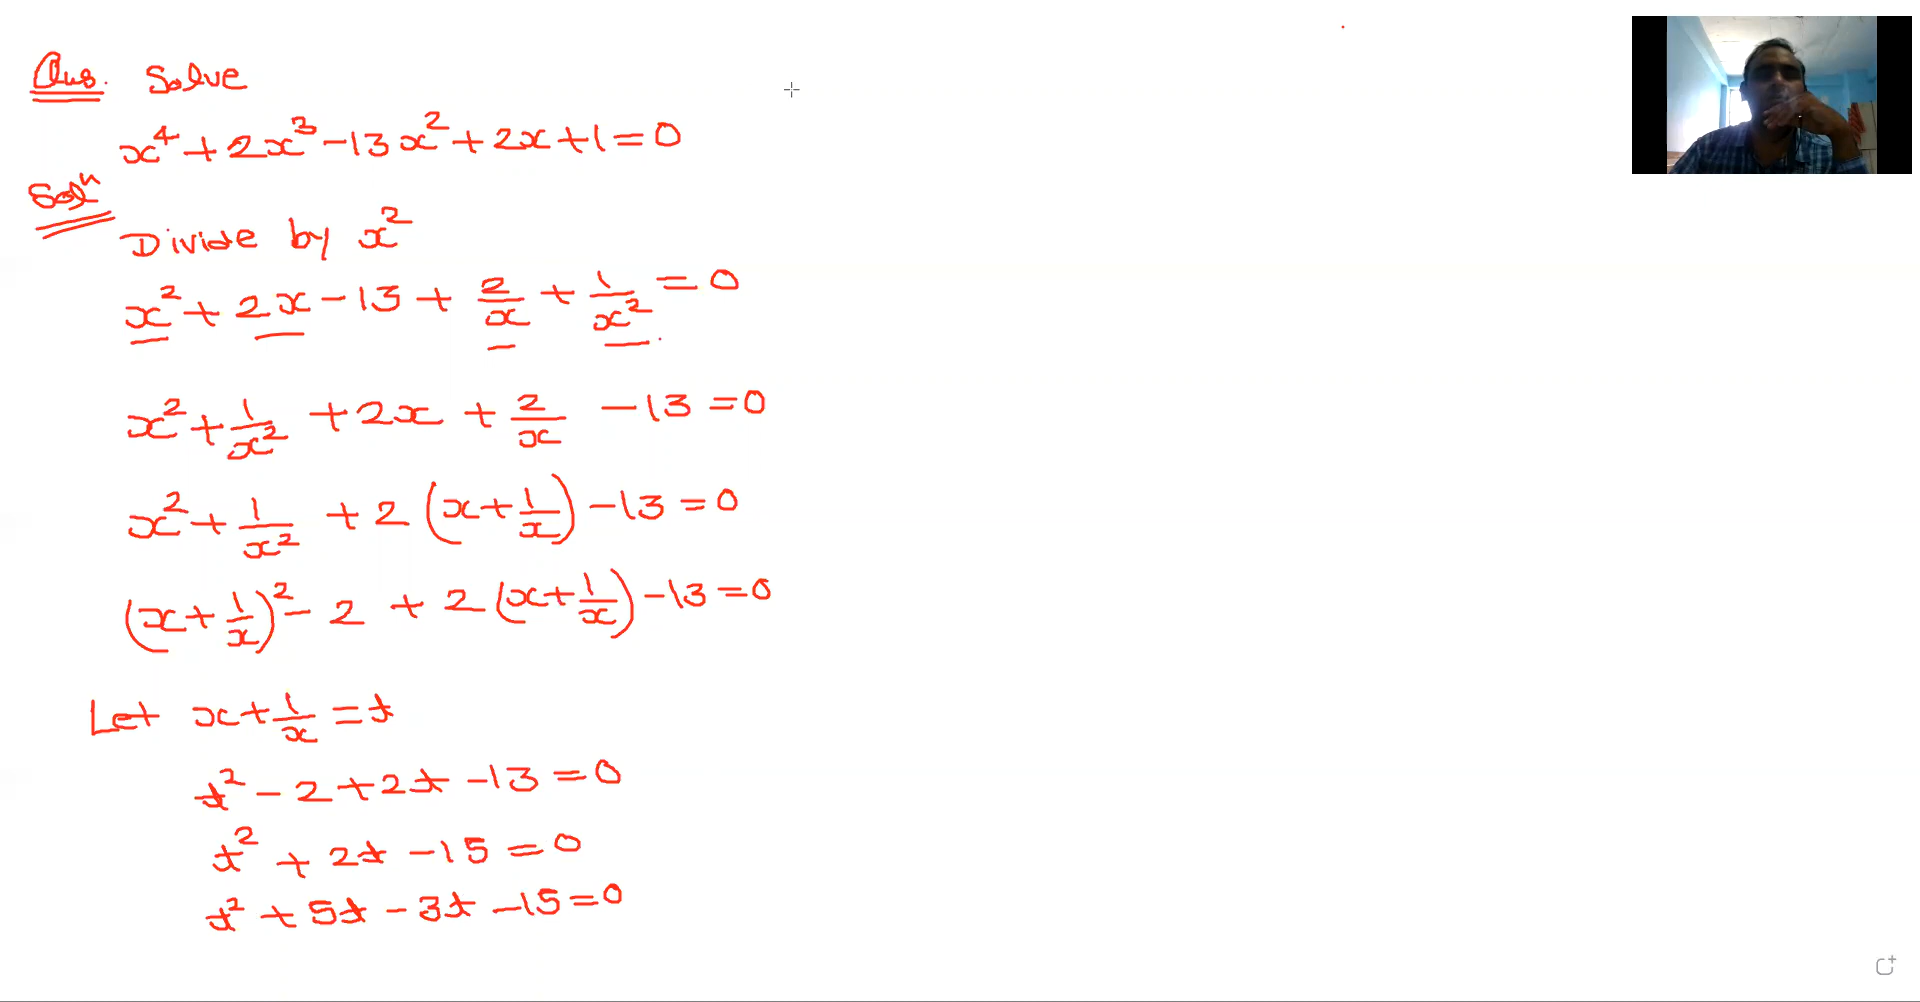 Qus. Solve
x⁴ + 2x³ - 13x² + 2x + 1 = 0
Solⁿ
Divide by x²
x² + 2x - 13 + 2/x + 1/x² = 0
x² + 1/x² + 2x + 2/x - 13 = 0
x² + 1/x² + 2 (x + 1/x) - 13 = 0
(x + 1/x)² - 2 + 2 (x + 1/x) - 13 = 0
Let x + 1/x = t
t² - 2 + 2t - 13 = 0
t² + 2t - 15 = 0
t² + 5t - 3t - 15 = 0